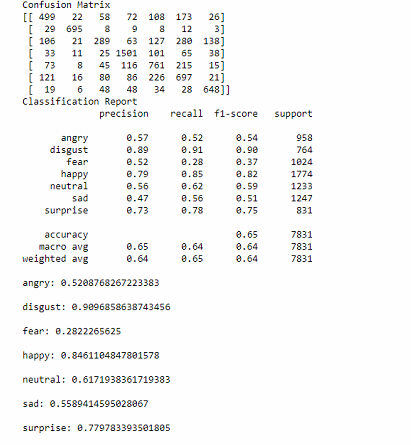 Confusion Matrix
[[ 499 22 58 72 108 173 26]
[ 29 695 8 9 8 12 3]
[ 106 21 289 63 127 280 138]
[ 33 11 25 1501 101 65 38]
[ 73 8 45 116 761 215 15]
[ 121 16 80 86 226 697 21]
[ 19 6 48 48 34 28 648]]
Classification Report
precision recall f1-score support
angry 0.57 0.52 0.54 958
disgust 0.89 0.91 0.90 764
fear 0.52 0.28 0.37 1024
happy 0.79 0.85 0.82 1774
neutral 0.56 0.62 0.59 1233
sad 0.47 0.56 0.51 1247
surprise 0.73 0.78 0.75 831
accuracy 0.65 7831
macro avg 0.65 0.64 0.64 7831
weighted avg 0.64 0.65 0.64 7831
angry: 0.5208768267223383
disgust: 0.9096858638743456
fear: 0.2822265625
happy: 0.8461104847801578
neutral: 0.6171938361719383
sad: 0.5589414595028067
surprise: 0.779783393501805